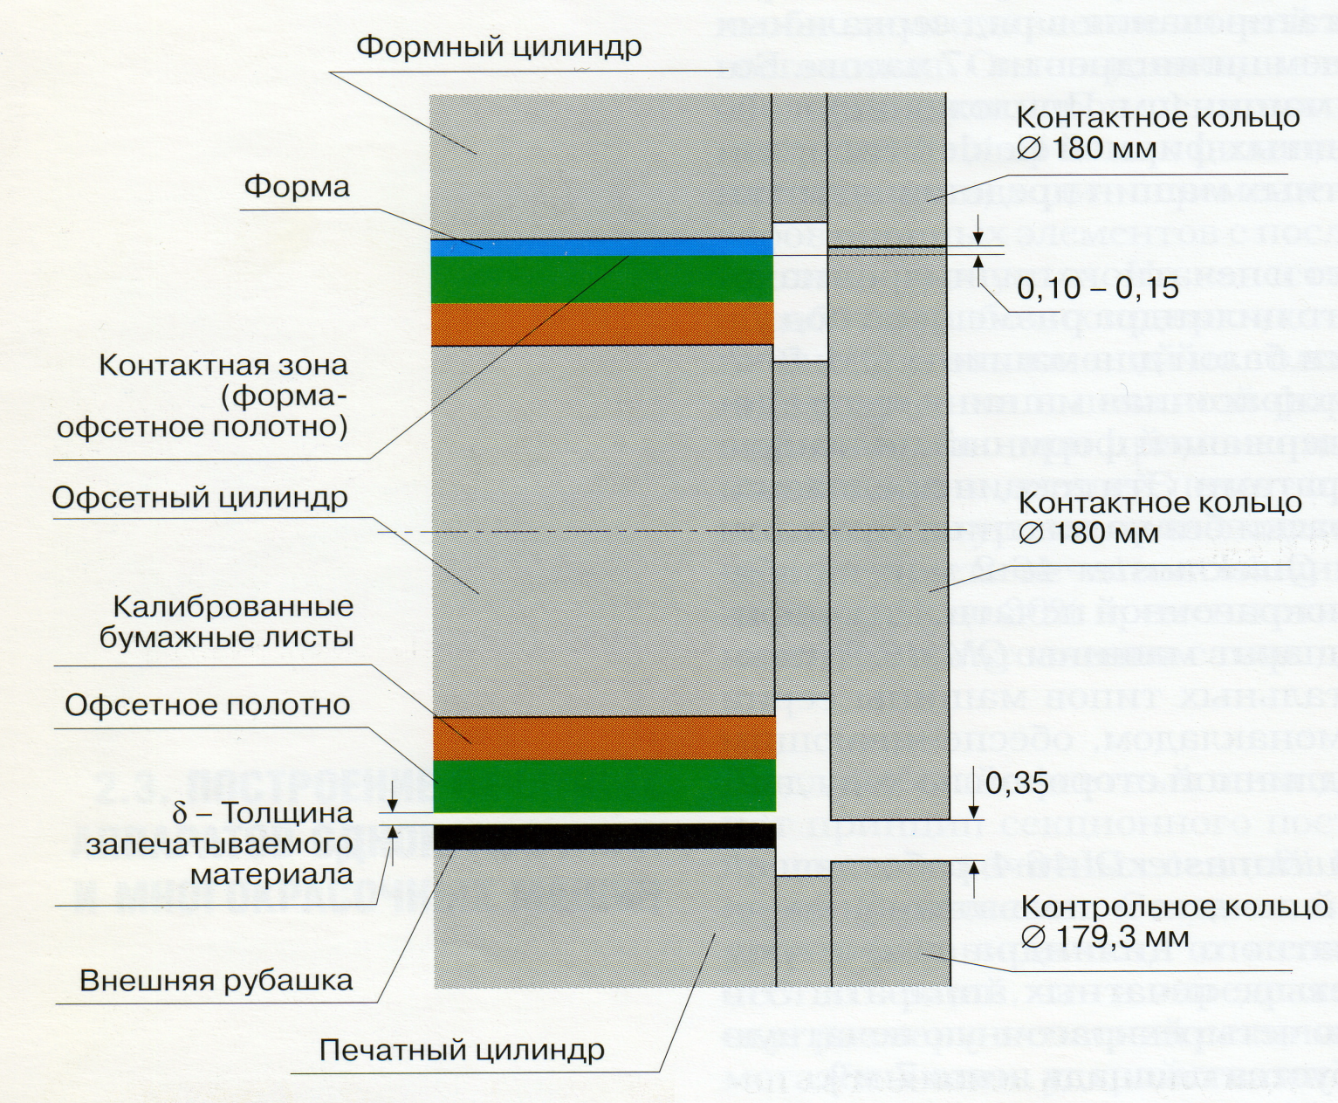 Формный цилиндр
Контактное кольцо
∅ 180 мм
Форма
0,10 – 0,15
Контактная зона
(форма-
офсетное полотно)
Офсетный цилиндр
Контактное кольцо
∅ 180 мм
Калиброванные
бумажные листы
Офсетное полотно
0,35
δ – Толщина
запечатываемого
материала
Контрольное кольцо
∅ 179,3 мм
Внешняя рубашка
Печатный цилиндр